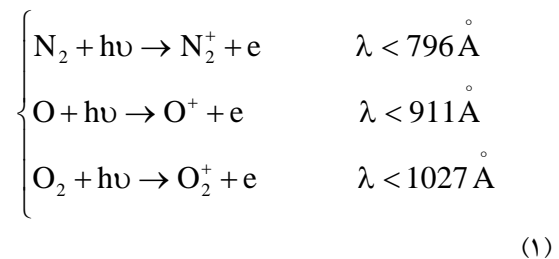 N₂ + hυ → N₂⁺ + e λ < 796 Å
O + hυ → O⁺ + e λ < 911 Å
O₂ + hυ → O₂⁺ + e λ < 1027 Å
(۱)